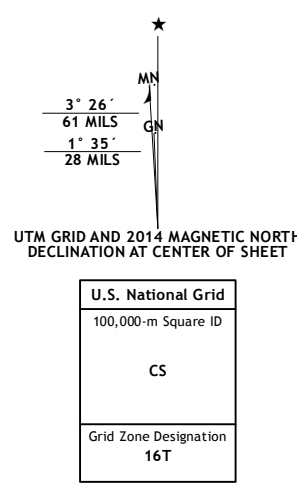 MN
3° 26´
61 MILS
GN
1° 35´
28 MILS
UTM GRID AND 2014 MAGNETIC NORTH
DECLINATION AT CENTER OF SHEET
U.S. National Grid
100,000-m Square ID
CS
Grid Zone Designation
16T